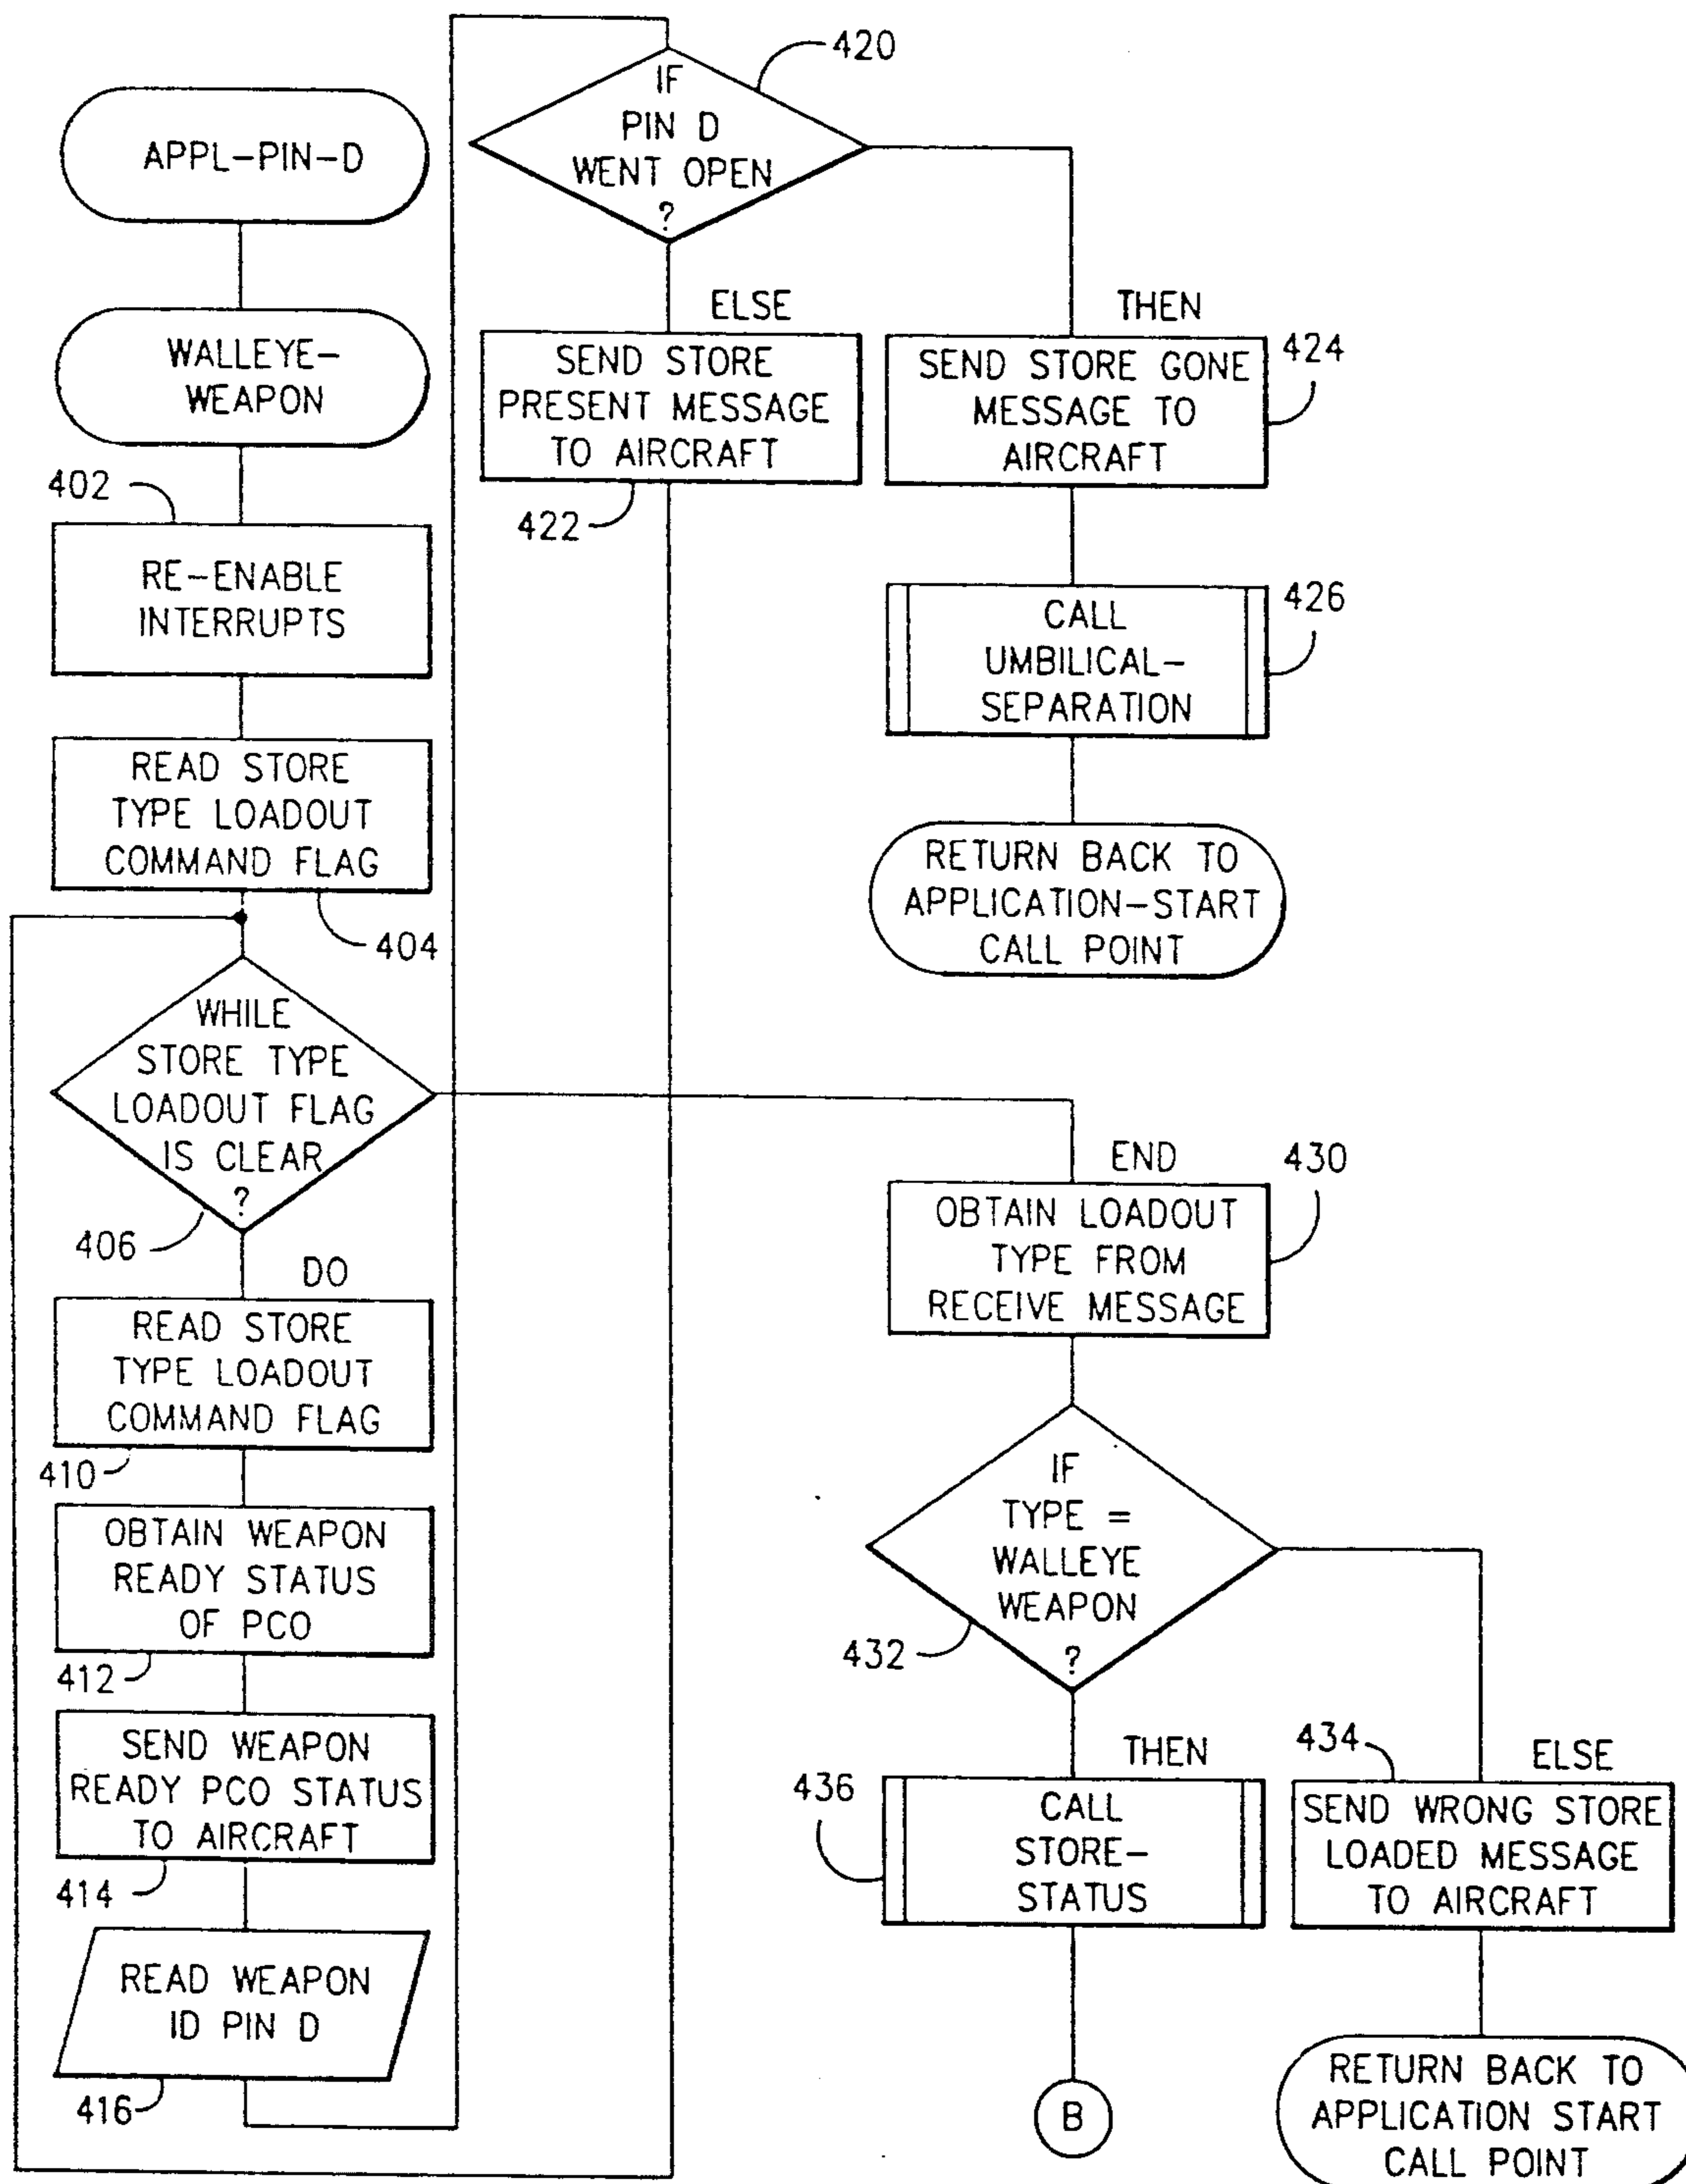 APPL-PIN-D
WALLEYE-
WEAPON
402
RE-ENABLE
INTERRUPTS
READ STORE
TYPE LOADOUT
COMMAND FLAG
404
WHILE
STORE TYPE
LOADOUT FLAG
IS CLEAR
?
406
DO
READ STORE
TYPE LOADOUT
COMMAND FLAG
410
OBTAIN WEAPON
READY STATUS
OF PCO
412
SEND WEAPON
READY PCO STATUS
TO AIRCRAFT
414
READ WEAPON
ID PIN D
416
420
IF
PIN D
WENT OPEN
?
ELSE
SEND STORE
PRESENT MESSAGE
TO AIRCRAFT
422
THEN
SEND STORE GONE
MESSAGE TO
AIRCRAFT
424
CALL
UMBILICAL-
SEPARATION
426
RETURN BACK TO
APPLICATION-START
CALL POINT
END
430
OBTAIN LOADOUT
TYPE FROM
RECEIVE MESSAGE
IF
TYPE =
WALLEYE
WEAPON
?
432
THEN
436
CALL
STORE-
STATUS
B
434
ELSE
SEND WRONG STORE
LOADED MESSAGE
TO AIRCRAFT
RETURN BACK TO
APPLICATION START
CALL POINT